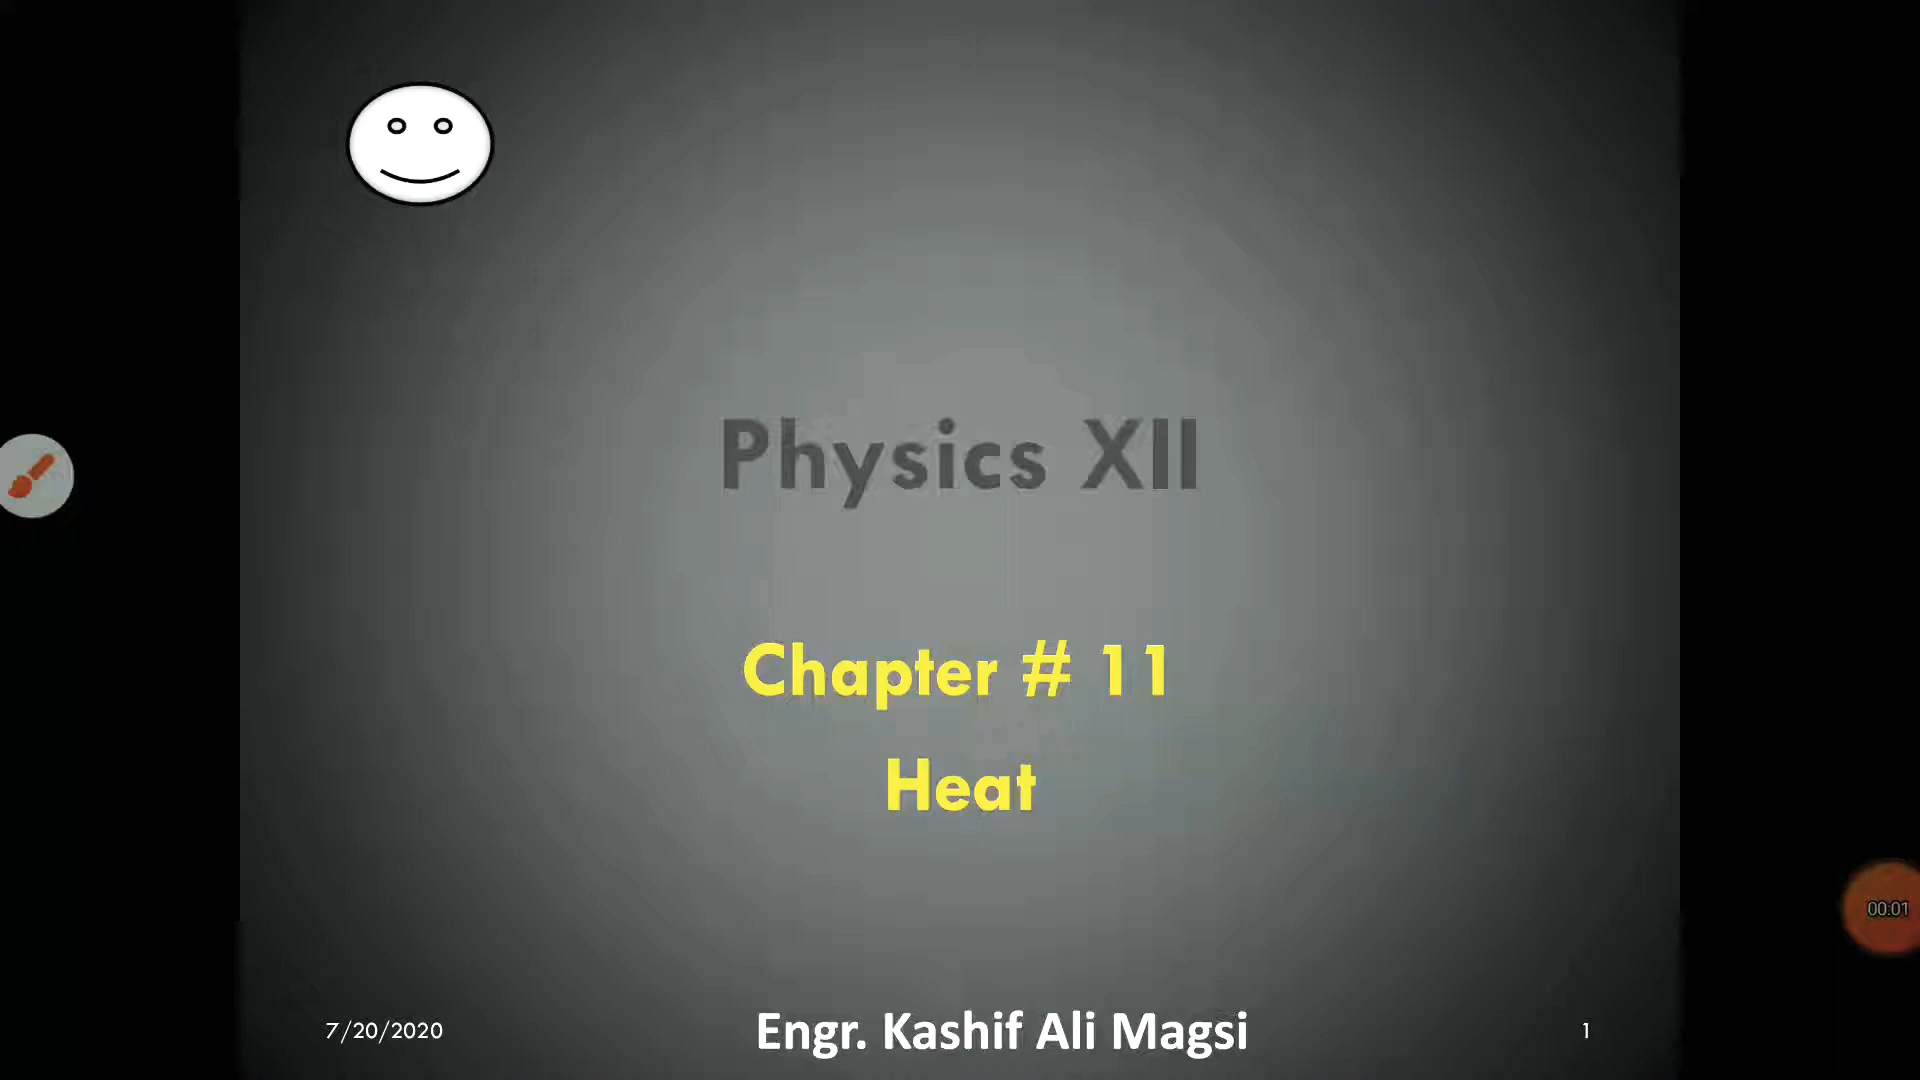 Physics XII
Chapter # 11
Heat
00:01
7/20/2020
Engr. Kashif Ali Magsi
1